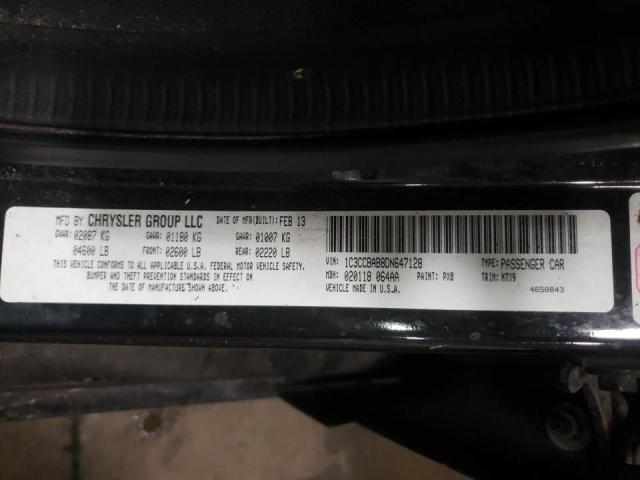 MFD BY CHRYSLER GROUP LLC DATE OF MFR(BUILT): FEB 13
GVWR: 02087 KG GAWR: 01180 KG GAWR: 01007 KG
04600 LB FRONT: 02600 LB REAR: 02220 LB
THIS VEHICLE CONFORMS TO ALL APPLICABLE U.S.A. FEDERAL MOTOR VEHICLE SAFETY,
BUMPER AND THEFT PREVENTION STANDARDS IN EFFECT ON
THE DATE OF MANUFACTURE SHOWN ABOVE.
VIN: 1C3CCBAB8DN647128 TYPE: PASSENGER CAR
MDH: 020118 064AA PAINT: PX8 TRIM: M7X9
VEHICLE MADE IN U.S.A.
4658843